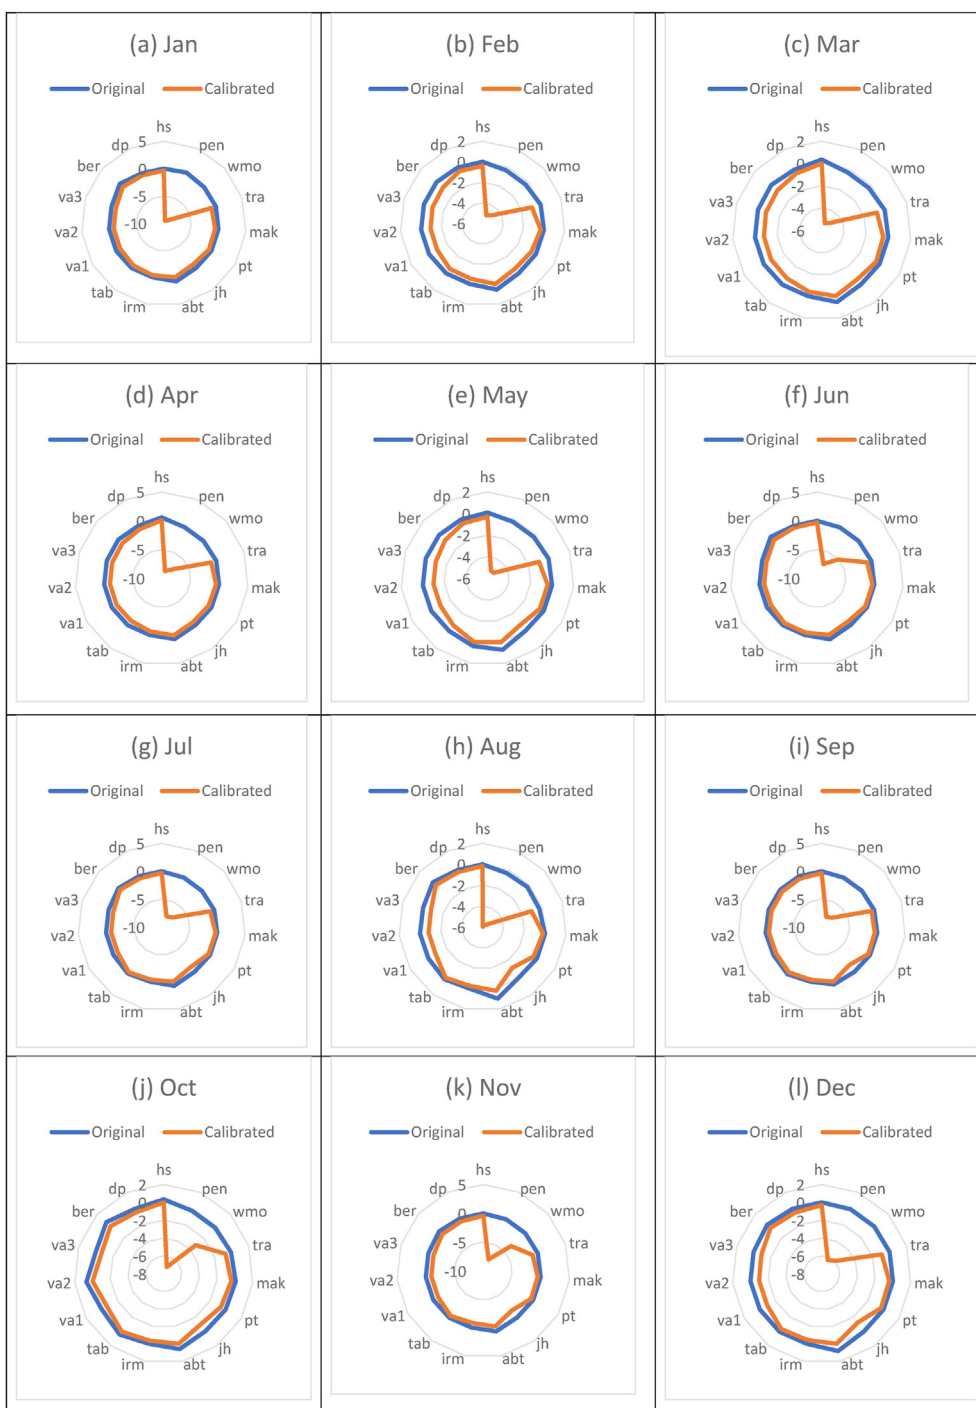 (a) Jan
Original Calibrated
hs
pen
wmo
tra
mak
pt
jh
abt
irm
tab
va1
va2
va3
ber
dp
5
0
-5
-10
(b) Feb
Original Calibrated
hs
pen
wmo
tra
mak
pt
jh
abt
irm
tab
va1
va2
va3
ber
dp
2
0
-2
-4
-6
(c) Mar
Original Calibrated
hs
pen
wmo
tra
mak
pt
jh
abt
irm
tab
va1
va2
va3
ber
dp
2
0
-2
-4
-6
(d) Apr
Original Calibrated
hs
pen
wmo
tra
mak
pt
jh
abt
irm
tab
va1
va2
va3
ber
dp
5
0
-5
-10
(e) May
Original Calibrated
hs
pen
wmo
tra
mak
pt
jh
abt
irm
tab
va1
va2
va3
ber
dp
2
0
-2
-4
-6
(f) Jun
Original calibrated
hs
pen
wmo
tra
mak
pt
jh
abt
irm
tab
va1
va2
va3
ber
dp
5
0
-5
-10
(g) Jul
Original Calibrated
hs
pen
wmo
tra
mak
pt
jh
abt
irm
tab
va1
va2
va3
ber
dp
5
0
-5
-10
(h) Aug
Original Calibrated
hs
pen
wmo
tra
mak
pt
jh
abt
irm
tab
va1
va2
va3
ber
dp
2
0
-2
-4
-6
(i) Sep
Original Calibrated
hs
pen
wmo
tra
mak
pt
jh
abt
irm
tab
va1
va2
va3
ber
dp
5
0
-5
-10
(j) Oct
Original Calibrated
hs
pen
wmo
tra
mak
pt
jh
abt
irm
tab
va1
va2
va3
ber
dp
2
0
-2
-4
-6
-8
(k) Nov
Original Calibrated
hs
pen
wmo
tra
mak
pt
jh
abt
irm
tab
va1
va2
va3
ber
dp
5
0
-5
-10
(l) Dec
Original Calibrated
hs
pen
wmo
tra
mak
pt
jh
abt
irm
tab
va1
va2
va3
ber
dp
2
0
-2
-4
-6
-8